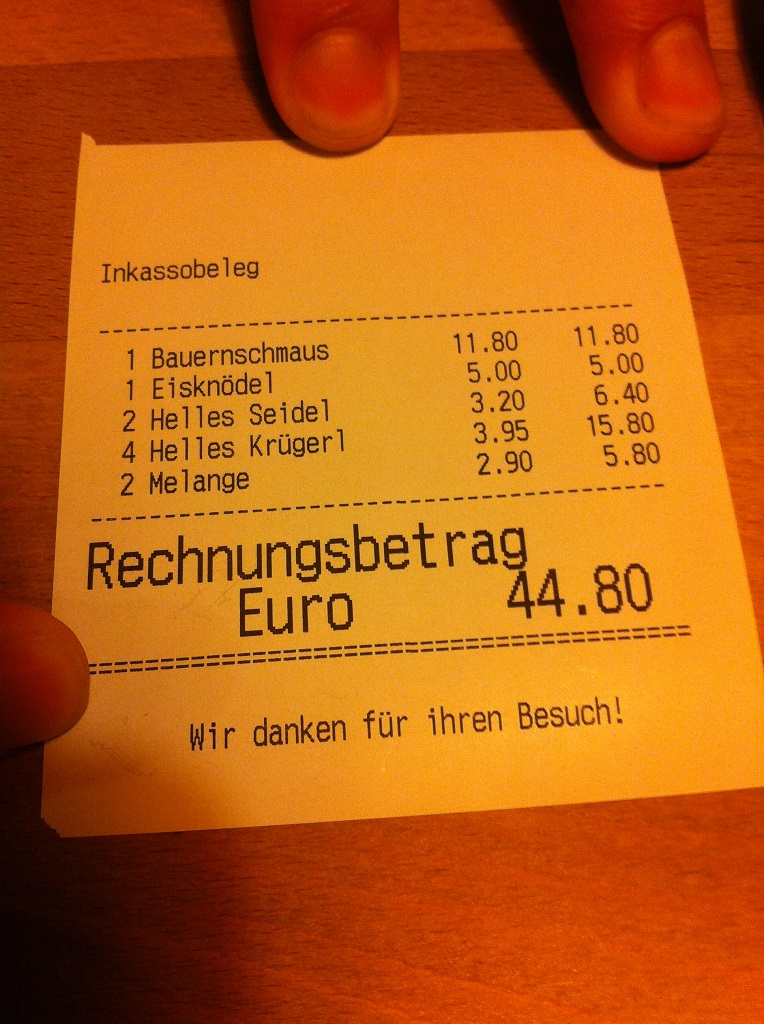 Inkassobeleg
1 Bauernschmaus 11.80 11.80
1 Eisknödel 5.00 5.00
2 Helles Seidel 3.20 6.40
4 Helles Krügerl 3.95 15.80
2 Melange 2.90 5.80
Rechnungsbetrag
Euro 44.80
Wir danken für ihren Besuch!